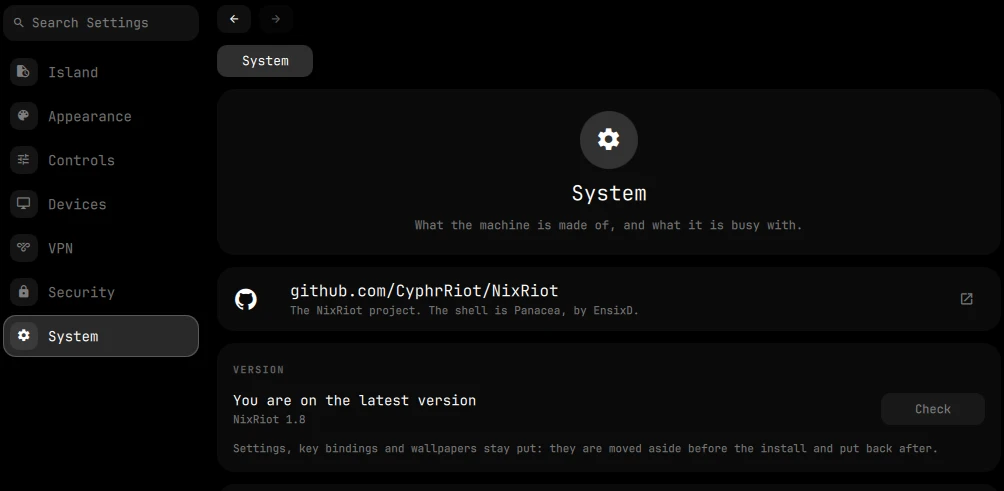 Search Settings
Island
Appearance
Controls
Devices
VPN
Security
System
System
System
What the machine is made of, and what it is busy with.
github.com/CyphrRiot/NixRiot
The NixRiot project. The shell is Panacea, by EnsixD.
VERSION
You are on the latest version
NixRiot 1.8
Check
Settings, key bindings and wallpapers stay put: they are moved aside before the install and put back after.